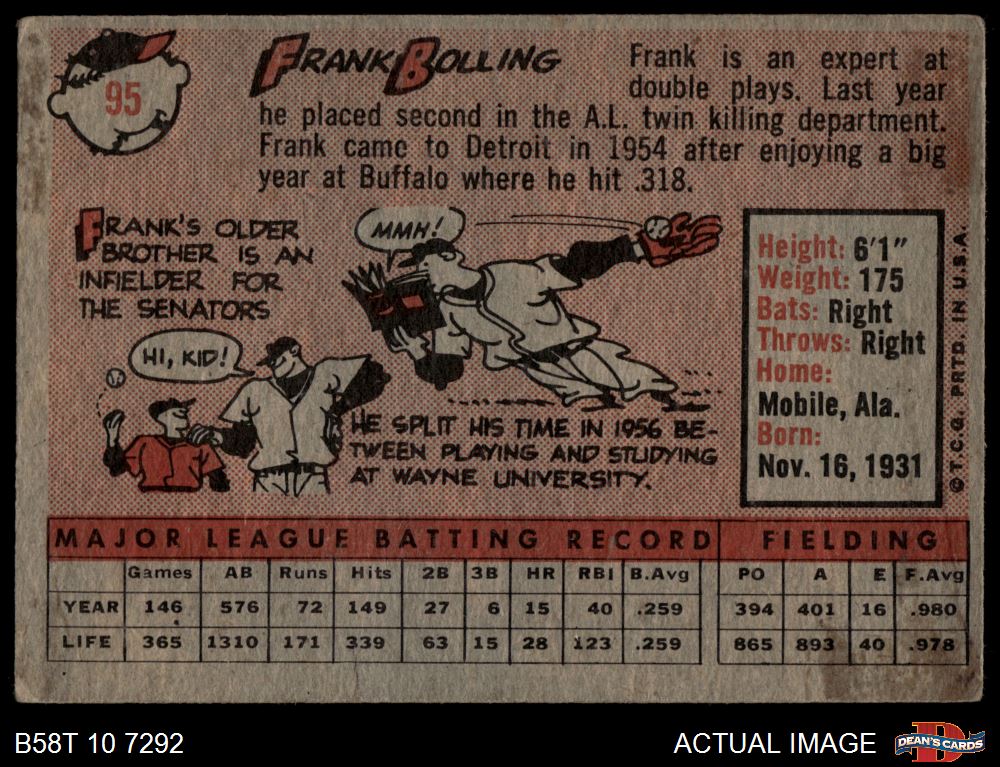 95
FRANK BOLLING
Frank is an expert at
double plays. Last year
he placed second in the A.L. twin killing department.
Frank came to Detroit in 1954 after enjoying a big
year at Buffalo where he hit .318.
FRANK'S OLDER
BROTHER IS AN
INFIELDER FOR
THE SENATORS
HI, KID!
MMH!
HE SPLIT HIS TIME IN 1956 BE-
TWEEN PLAYING AND STUDYING
AT WAYNE UNIVERSITY.
Height: 6'1"
Weight: 175
Bats: Right
Throws: Right
Home:
Mobile, Ala.
Born:
Nov. 16, 1931
© T.C.G. PRTD. IN U.S.A.
MAJOR LEAGUE BATTING RECORD FIELDING
Games AB Runs Hits 2B 3B HR RBI B.Avg PO A E F.Avg
YEAR 146 576 72 149 27 6 15 40 .259 394 401 16 .980
LIFE 365 1310 171 339 63 15 28 123 .259 865 893 40 .978
B58T 10 7292
ACTUAL IMAGE
D
DEAN'S CARDS